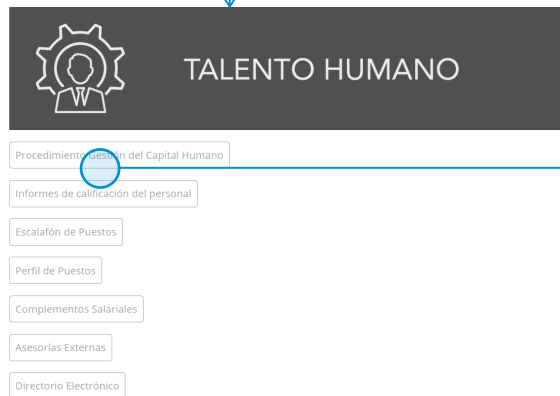 TALENTO HUMANO
Procedimiento Gestión del Capital Humano
Informes de calificación del personal
Escalafón de Puestos
Perfil de Puestos
Complementos Salariales
Asesorías Externas
Directorio Electrónico